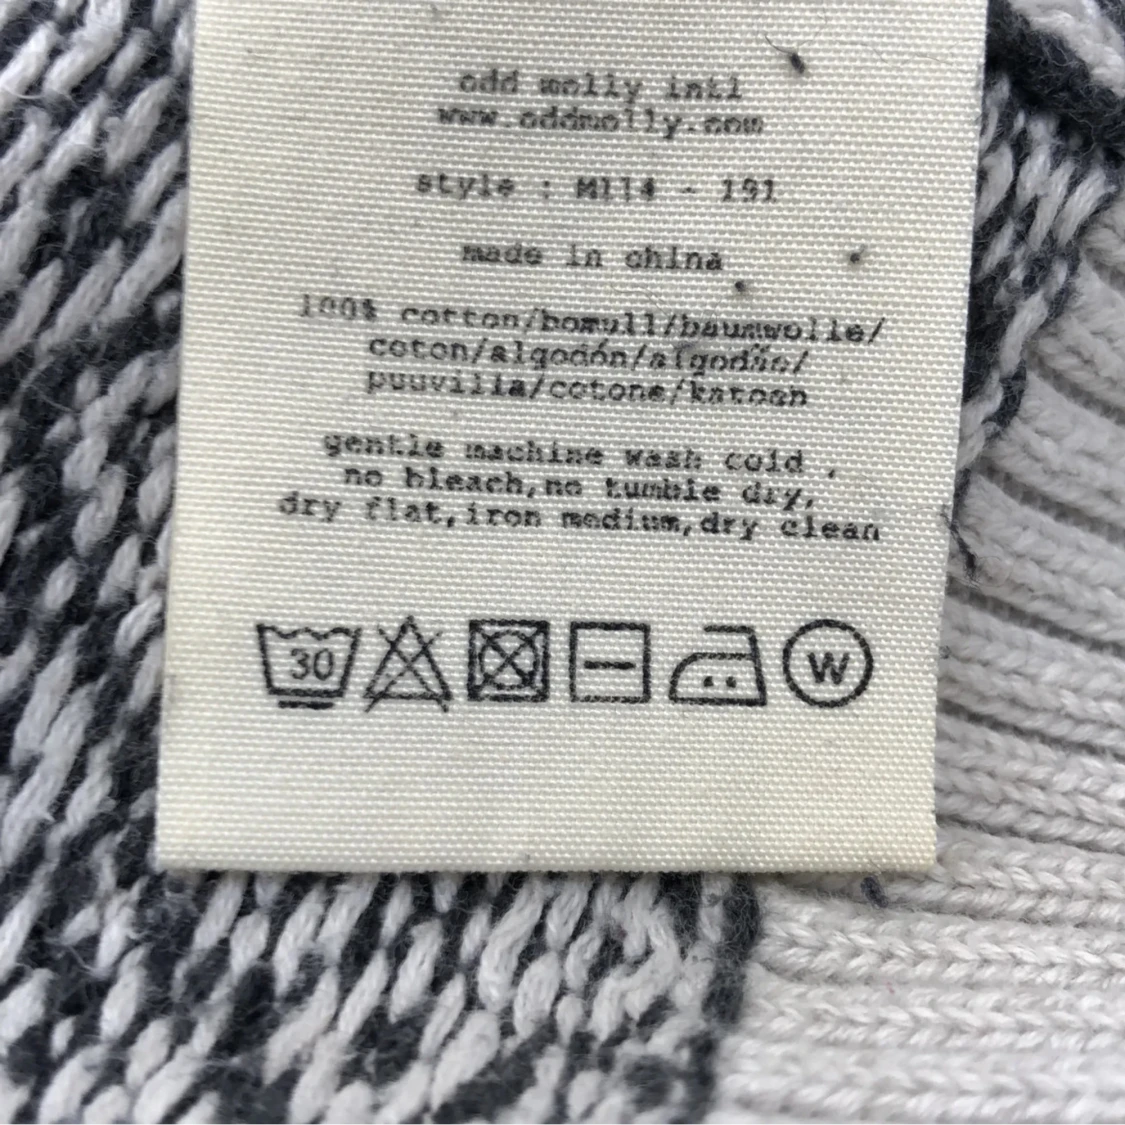 odd molly intl
www.oddmolly.com
style : M114 - 191
made in china
100% cotton/bomull/baumwolle/
coton/algodón/algodão/
puuvilla/cotone/katoen
gentle machine wash cold ,
no bleach,no tumble dry,
dry flat,iron medium,dry clean
30 W